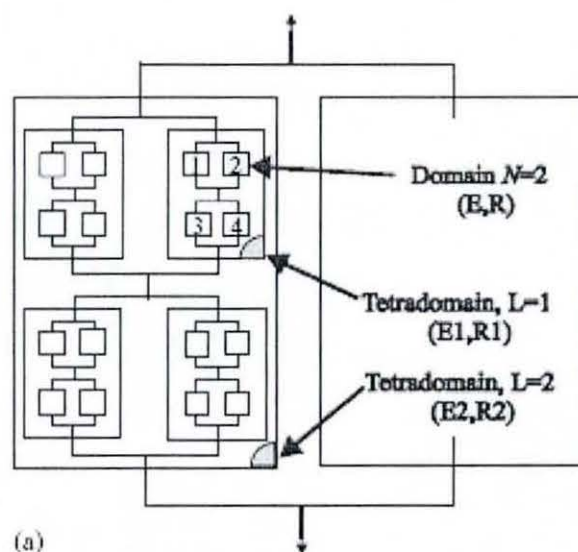 1 2
Domain N=2
(E,R)
3 4
Tetradomain, L=1
(E1,R1)
Tetradomain, L=2
(E2,R2)
(a)